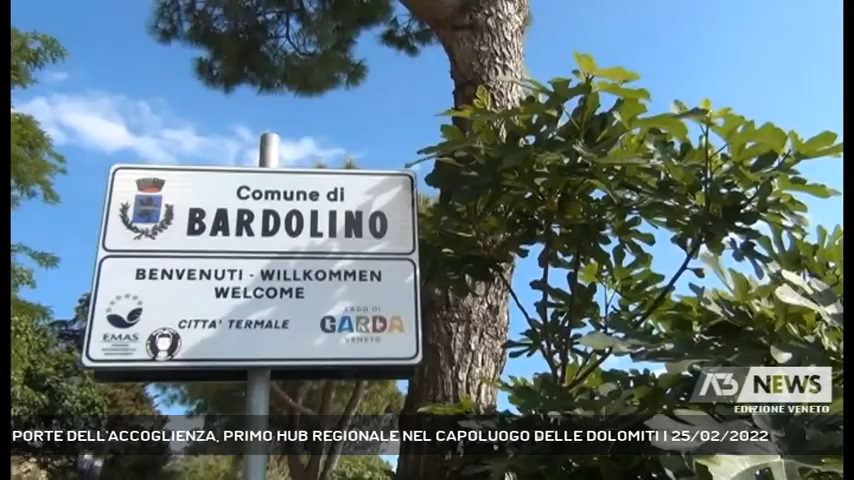 Comune di
BARDOLINO
BENVENUTI - WILLKOMMEN
WELCOME
CITTA' TERMALE
EMAS
LAGO DI
GARDA
VENETO
A3 NEWS
EDIZIONE VENETO
PORTE DELL'ACCOGLIENZA, PRIMO HUB REGIONALE NEL CAPOLUOGO DELLE DOLOMITI | 25/02/2022